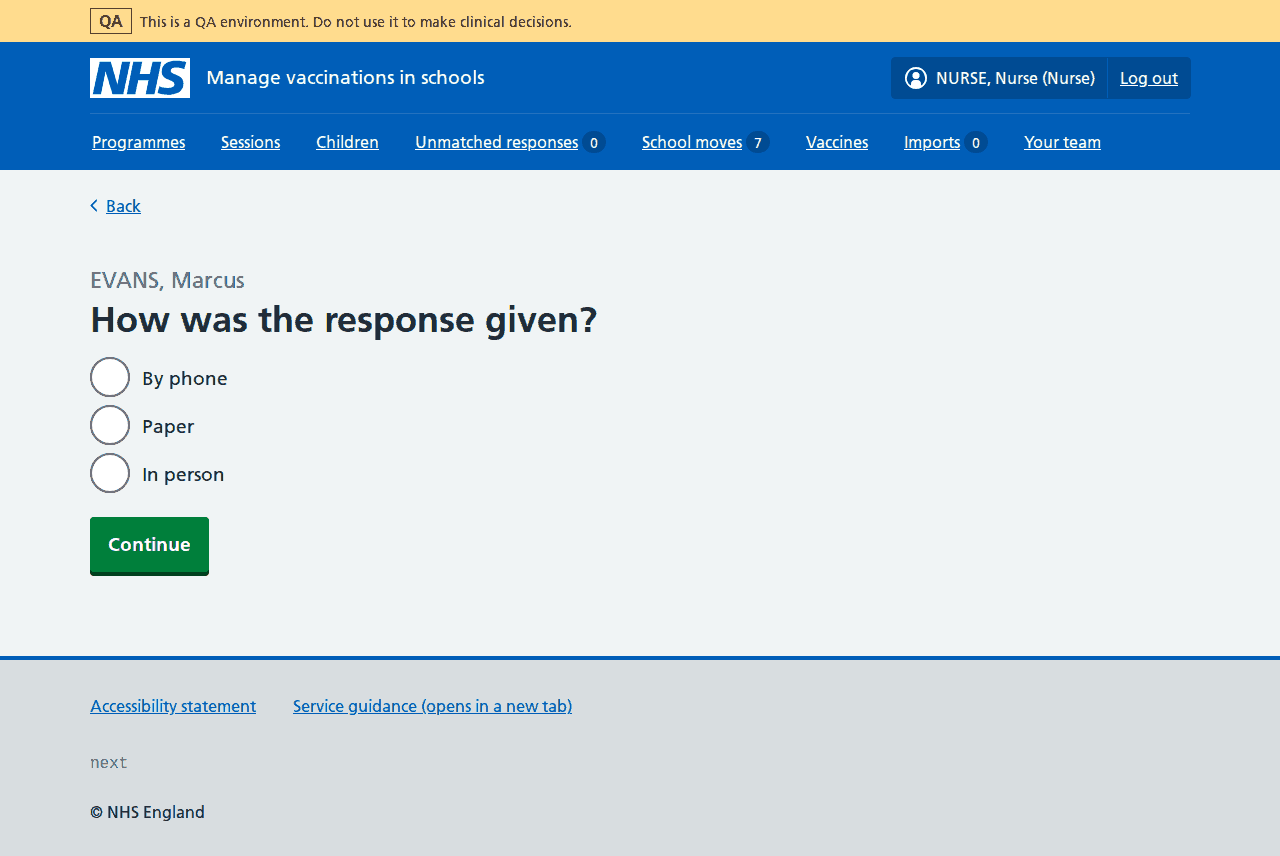 QA This is a QA environment. Do not use it to make clinical decisions.
NHS Manage vaccinations in schools NURSE, Nurse (Nurse) Log out
Programmes Sessions Children Unmatched responses 0 School moves 7 Vaccines Imports 0 Your team
Back
EVANS, Marcus
How was the response given?
By phone
Paper
In person
Continue
Accessibility statement Service guidance (opens in a new tab)
next
© NHS England